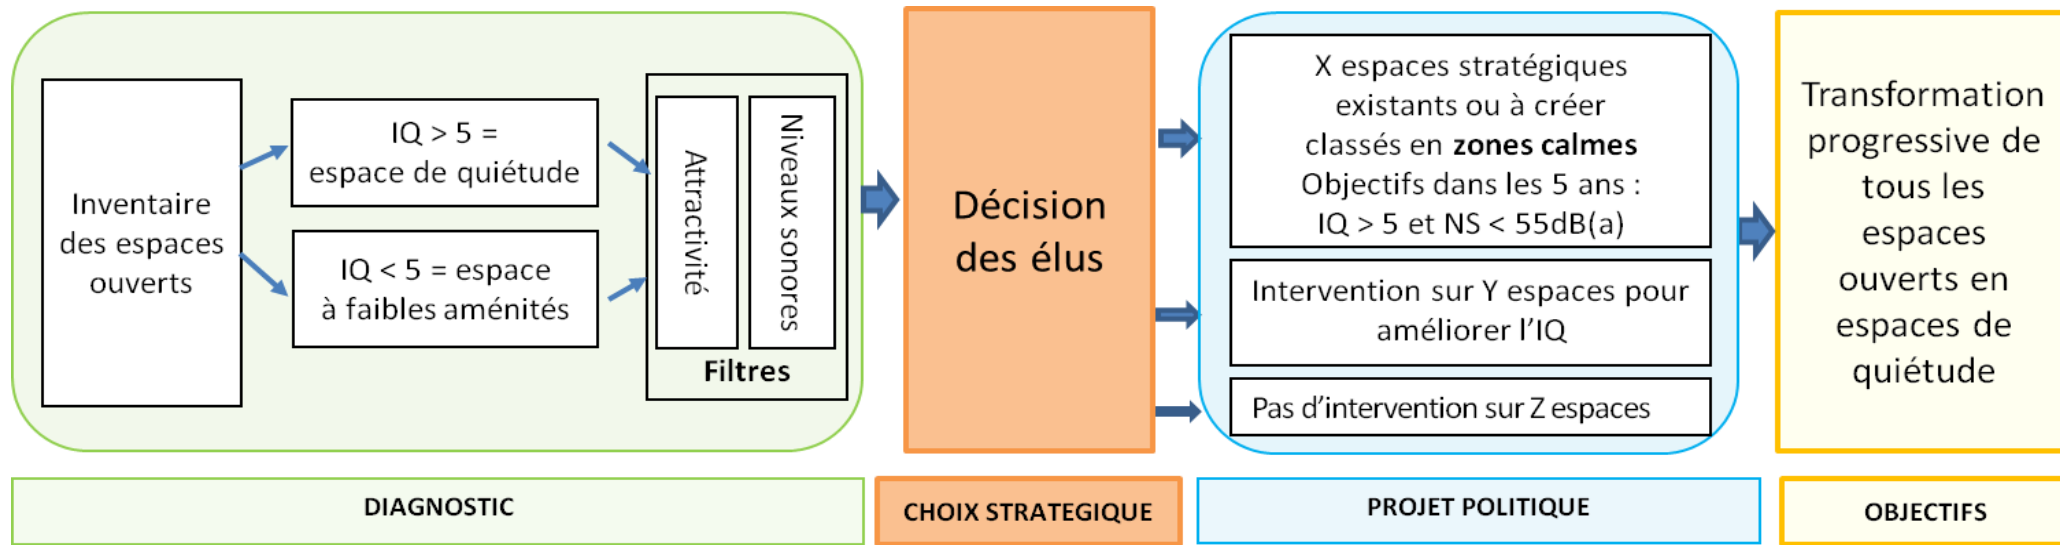 Inventaire
des espaces
ouverts
IQ > 5 =
espace de quiétude
IQ < 5 = espace
à faibles aménités
Attractivité
Niveaux sonores
Filtres
Décision
des élus
X espaces stratégiques
existants ou à créer
classés en zones calmes
Objectifs dans les 5 ans :
IQ > 5 et NS < 55dB(a)
Intervention sur Y espaces pour
améliorer l’IQ
Pas d’intervention sur Z espaces
Transformation
progressive de
tous les
espaces
ouverts en
espaces de
quiétude
DIAGNOSTIC
CHOIX STRATEGIQUE
PROJET POLITIQUE
OBJECTIFS